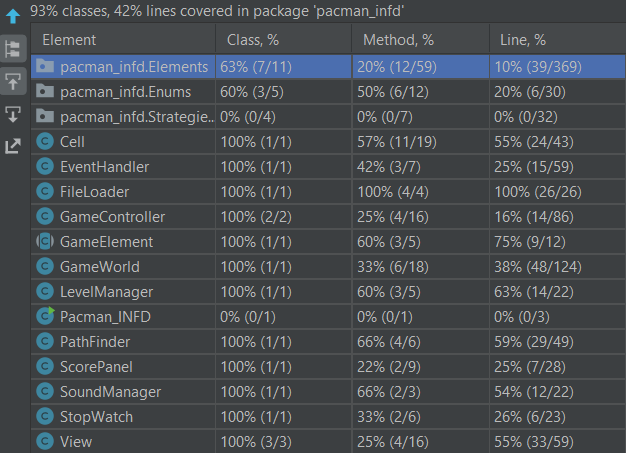 93% classes, 42% lines covered in package 'pacman_infd'
Element Class, % Method, % Line, %
pacman_infd.Elements 63% (7/11) 20% (12/59) 10% (39/369)
pacman_infd.Enums 60% (3/5) 50% (6/12) 20% (6/30)
pacman_infd.Strategie... 0% (0/4) 0% (0/7) 0% (0/32)
Cell 100% (1/1) 57% (11/19) 55% (24/43)
EventHandler 100% (1/1) 42% (3/7) 25% (15/59)
FileLoader 100% (1/1) 100% (4/4) 100% (26/26)
GameController 100% (2/2) 25% (4/16) 16% (14/86)
GameElement 100% (1/1) 60% (3/5) 75% (9/12)
GameWorld 100% (1/1) 33% (6/18) 38% (48/124)
LevelManager 100% (1/1) 60% (3/5) 63% (14/22)
Pacman_INFD 0% (0/1) 0% (0/1) 0% (0/3)
PathFinder 100% (1/1) 66% (4/6) 59% (29/49)
ScorePanel 100% (1/1) 22% (2/9) 25% (7/28)
SoundManager 100% (1/1) 66% (2/3) 54% (12/22)
StopWatch 100% (1/1) 33% (2/6) 26% (6/23)
View 100% (3/3) 25% (4/16) 55% (33/59)